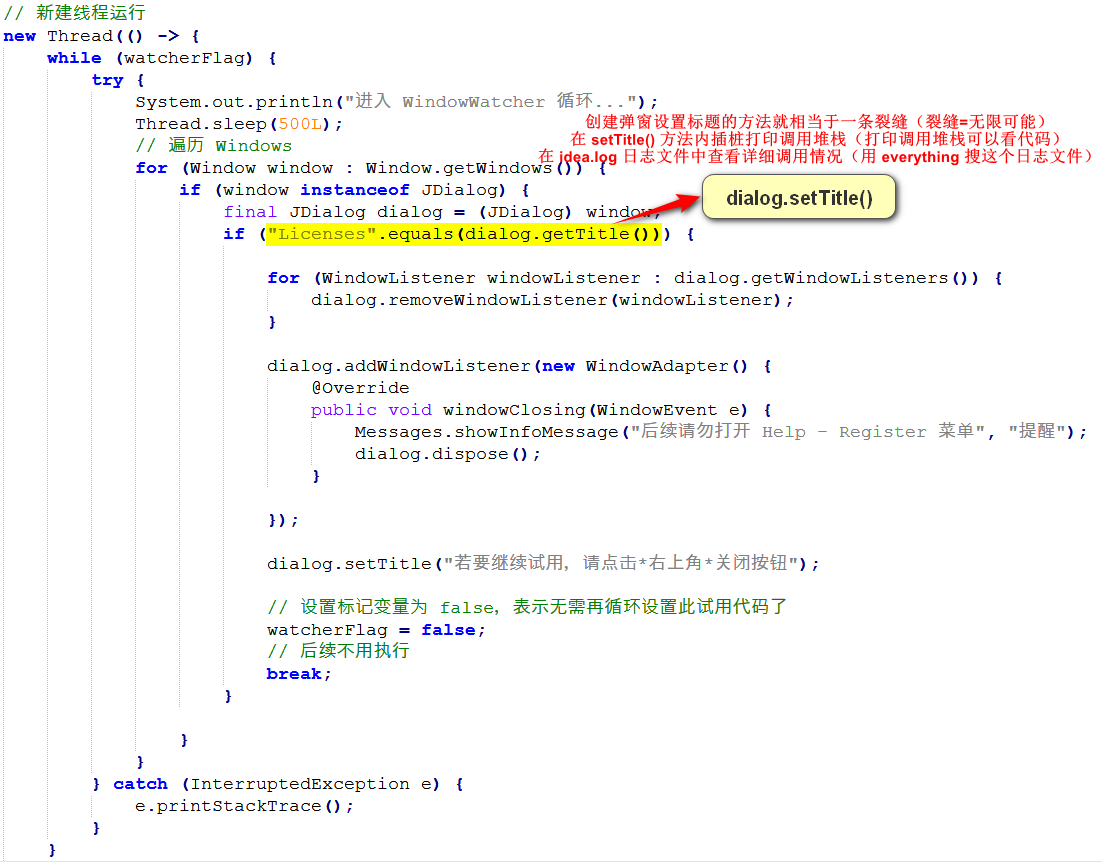 // 新建线程运行
new Thread(() -> {
while (watcherFlag) {
try {
System.out.println("进入 WindowWatcher 循环...");
创建弹窗设置标题的方法就相当于一条裂缝（裂缝=无限可能）
Thread.sleep(500L);
在 setTitle() 方法内插桩打印调用堆栈（打印调用堆栈可以看代码）
// 遍历 Windows
在 idea.log 日志文件中查看详细调用情况（用 everything 搜这个日志文件）
for (Window window : Window.getWindows()) {
if (window instanceof JDialog) {
dialog.setTitle()
final JDialog dialog = (JDialog) window;
if ("Licenses".equals(dialog.getTitle())) {
for (WindowListener windowListener : dialog.getWindowListeners()) {
dialog.removeWindowListener(windowListener);
}
dialog.addWindowListener(new WindowAdapter() {
@Override
public void windowClosing(WindowEvent e) {
Messages.showInfoMessage("后续请勿打开 Help - Register 菜单", "提醒");
dialog.dispose();
}
});
dialog.setTitle("若要继续试用, 请点击*右上角*关闭按钮");
// 设置标记变量为 false, 表示无需再循环设置此试用代码了
watcherFlag = false;
// 后续不用执行
break;
}
}
}
} catch (InterruptedException e) {
e.printStackTrace();
}
}